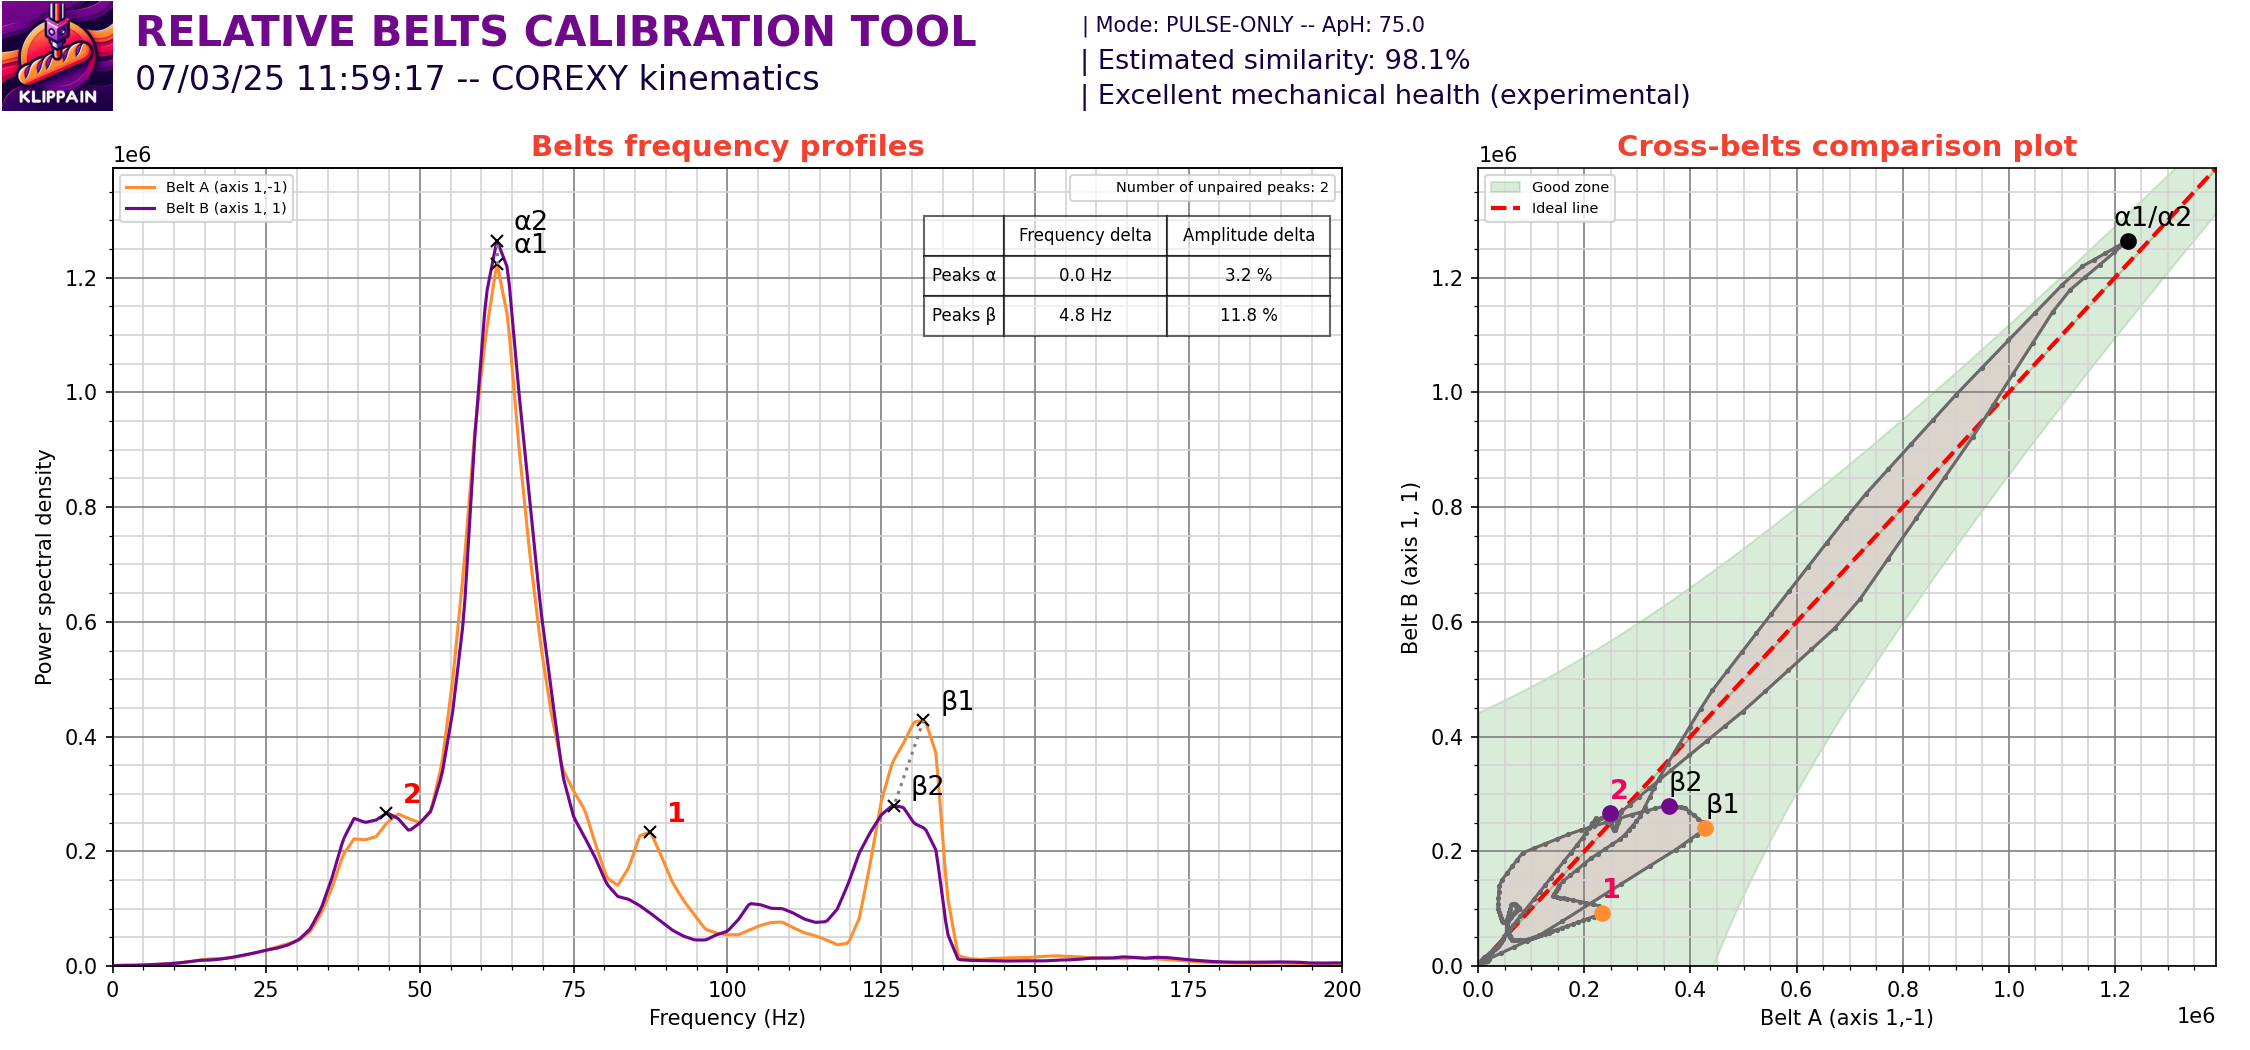 KLIPPAIN
RELATIVE BELTS CALIBRATION TOOL
07/03/25 11:59:17 -- COREXY kinematics
| Mode: PULSE-ONLY -- ApH: 75.0
| Estimated similarity: 98.1%
| Excellent mechanical health (experimental)
Belts frequency profiles
1e6
Belt A (axis 1,-1)
Belt B (axis 1, 1)
Number of unpaired peaks: 2
Frequency delta Amplitude delta
Peaks α 0.0 Hz 3.2 %
Peaks β 4.8 Hz 11.8 %
α2
α1
β1
β2
2
1
Power spectral density
1.2
1.0
0.8
0.6
0.4
0.2
0.0
0 25 50 75 100 125 150 175 200
Frequency (Hz)
Cross-belts comparison plot
1e6
Good zone
Ideal line
α1/α2
2
β2
β1
1
Belt B (axis 1, 1)
1.2
1.0
0.8
0.6
0.4
0.2
0.0
0.0 0.2 0.4 0.6 0.8 1.0 1.2
Belt A (axis 1,-1)
1e6